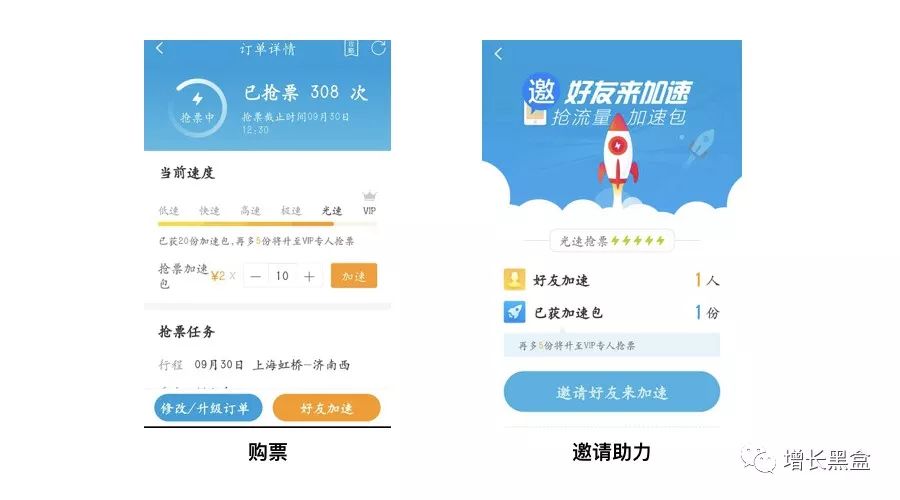 订单详情
抢票中
已抢票 308 次
抢票截止时间09月30日
12:30
当前速度
低速 快速 高速 极速 光速 VIP
已获20份加速包,再多5份将升至VIP专人抢票
抢票加速
包
¥2 X — 10 + 加速
抢票任务
行程 09月30日 上海虹桥—济南西
修改/升级订单 好友加速
购票
邀 好友来加速
抢流量 加速包
光速抢票
好友加速 1 人
已获加速包 1 份
再多5份将升至VIP专人抢票
邀请好友来加速
邀请助力
增长黑盒